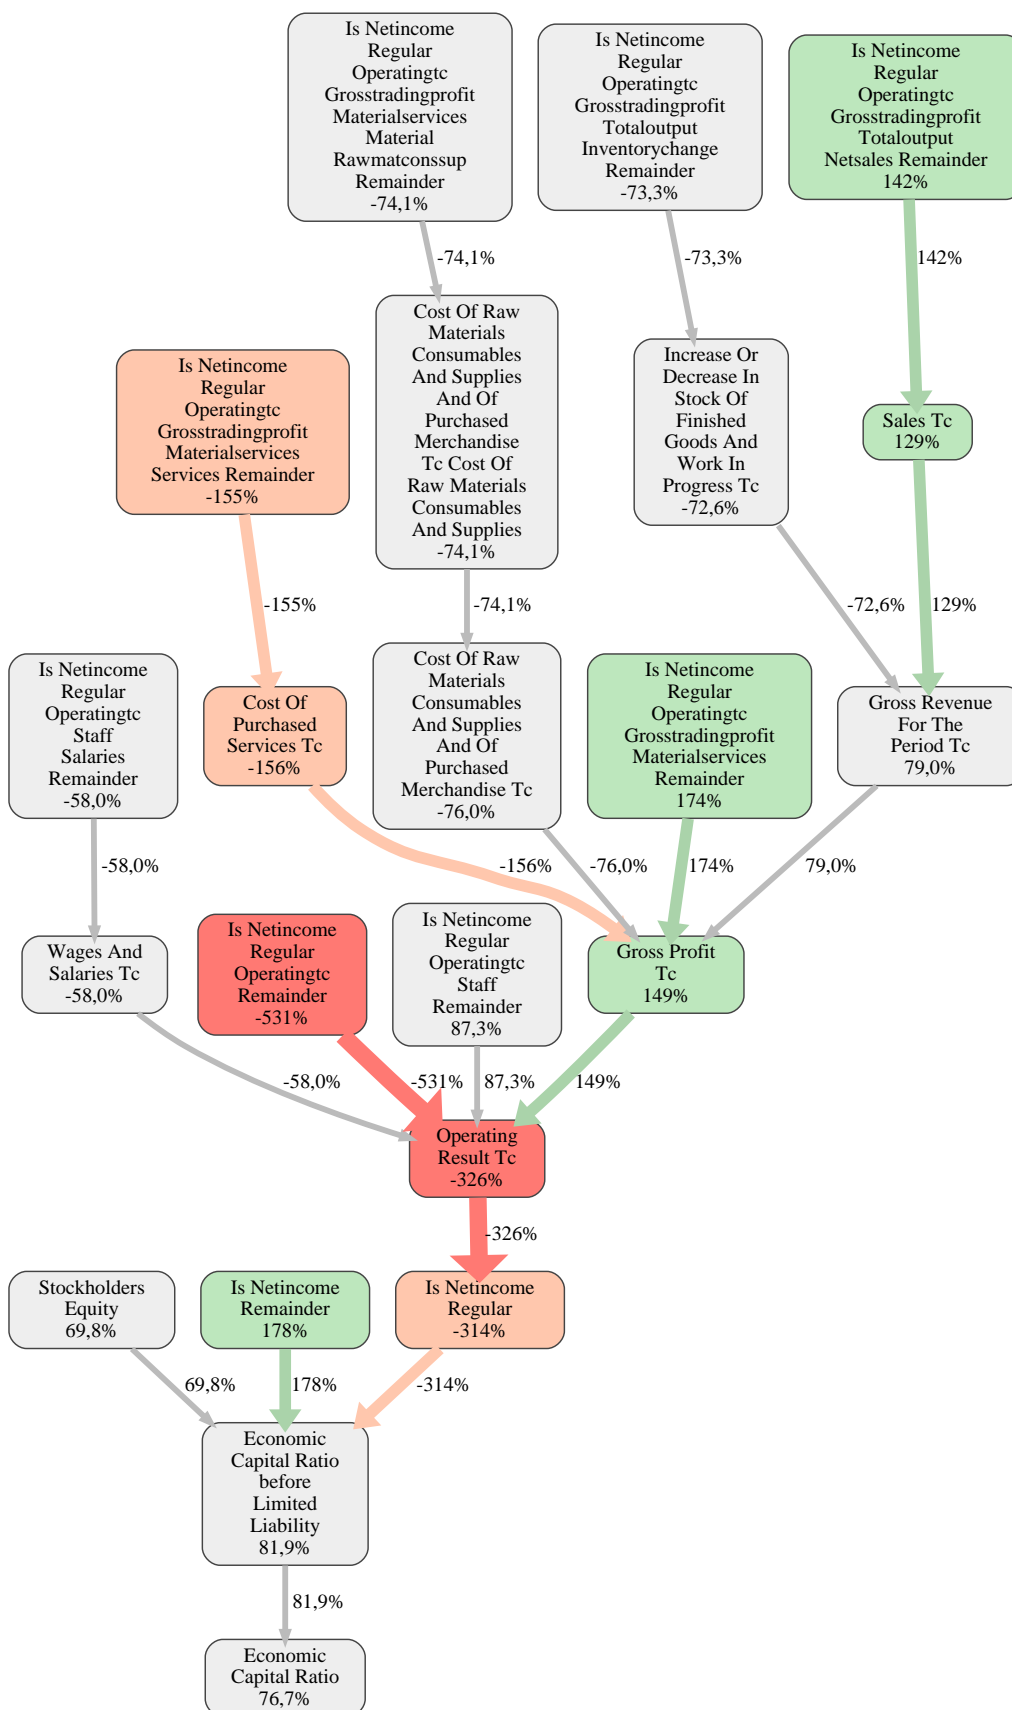 Is Netincome
Regular
Operatingtc
Grosstradingprofit
Materialservices
Material
Rawmatconssup
Remainder
-74,1%
Is Netincome
Regular
Operatingtc
Grosstradingprofit
Totaloutput
Inventorychange
Remainder
-73,3%
Is Netincome
Regular
Operatingtc
Grosstradingprofit
Totaloutput
Netsales Remainder
142%
-74,1%
-73,3%
142%
Cost Of Raw
Materials
Consumables
And Supplies
And Of
Purchased
Merchandise
Tc Cost Of
Raw Materials
Consumables
And Supplies
-74,1%
Increase Or
Decrease In
Stock Of
Finished
Goods And
Work In
Progress Tc
-72,6%
Is Netincome
Regular
Operatingtc
Grosstradingprofit
Materialservices
Services Remainder
-155%
Sales Tc
129%
-155%
-74,1%
-72,6%
129%
Is Netincome
Regular
Operatingtc
Staff
Salaries
Remainder
-58,0%
Cost Of
Purchased
Services Tc
-156%
Cost Of Raw
Materials
Consumables
And Supplies
And Of
Purchased
Merchandise Tc
-76,0%
Is Netincome
Regular
Operatingtc
Grosstradingprofit
Materialservices
Remainder
174%
Gross Revenue
For The
Period Tc
79,0%
-58,0%
-156%
-76,0%
174%
79,0%
Wages And
Salaries Tc
-58,0%
Is Netincome
Regular
Operatingtc
Remainder
-531%
Is Netincome
Regular
Operatingtc
Staff
Remainder
87,3%
Gross Profit
Tc
149%
-58,0%
-531%
87,3%
149%
Operating
Result Tc
-326%
-326%
Stockholders
Equity
69,8%
Is Netincome
Remainder
178%
Is Netincome
Regular
-314%
69,8%
178%
-314%
Economic
Capital Ratio
before
Limited
Liability
81,9%
81,9%
Economic
Capital Ratio
76,7%